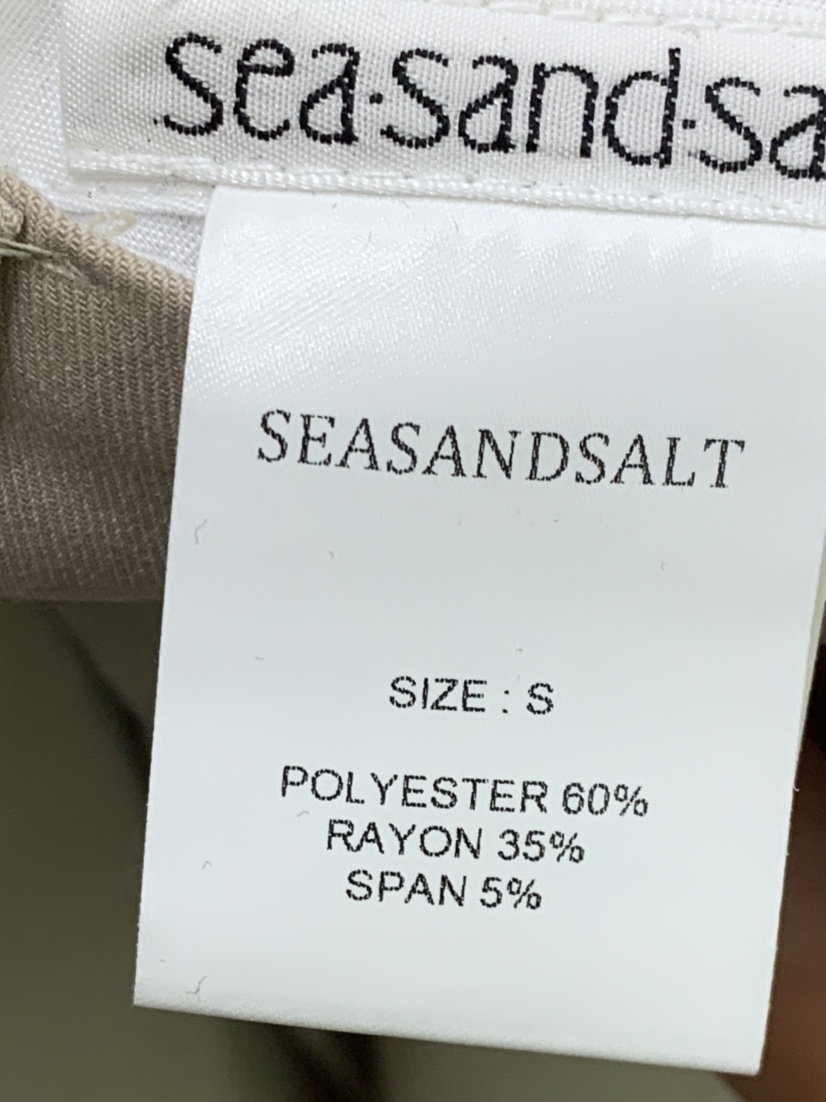 sea·sand·sa
SEASANDSALT
SIZE : S
POLYESTER 60%
RAYON 35%
SPAN 5%